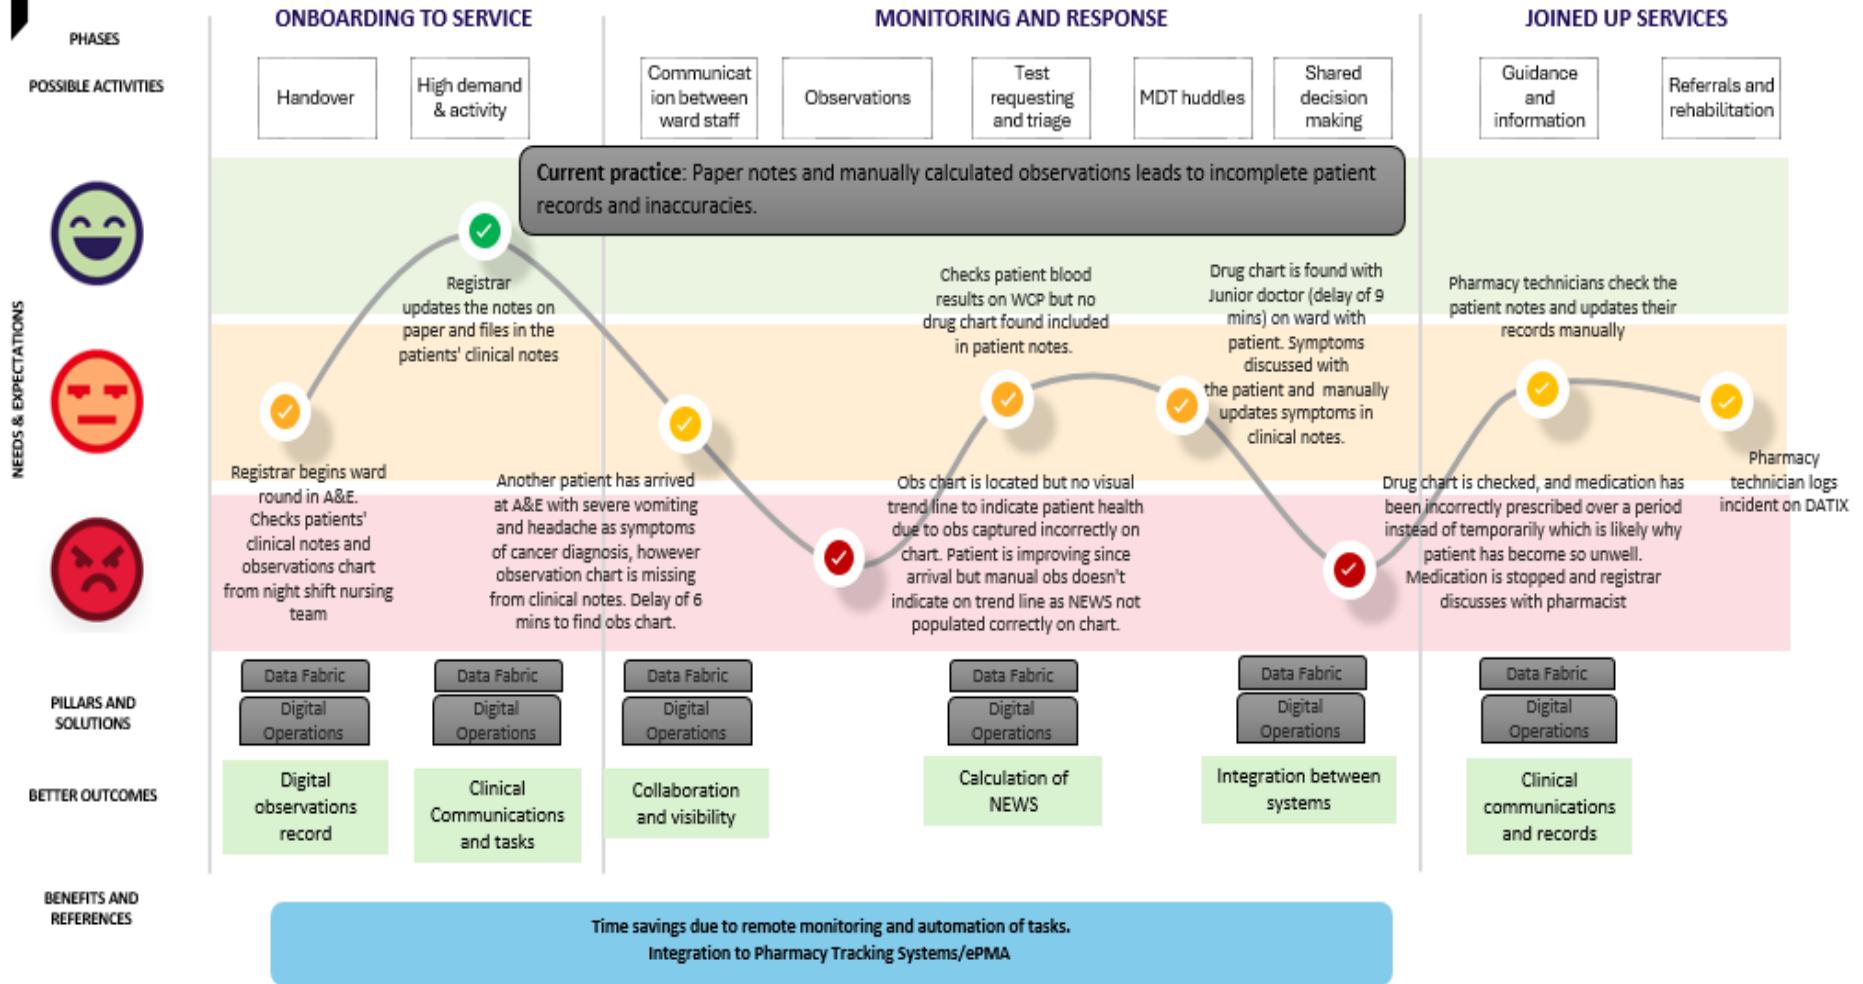 ONBOARDING TO SERVICE
MONITORING AND RESPONSE
JOINED UP SERVICES
PHASES
POSSIBLE ACTIVITIES
Handover
High demand
& activity
Communicat
ion between
ward staff
Observations
Test
requesting
and triage
MDT huddles
Shared
decision
making
Guidance
and
information
Referrals and
rehabilitation
Current practice: Paper notes and manually calculated observations leads to incomplete patient
records and inaccuracies.
NEEDS & EXPECTATIONS
Registrar begins ward
round in A&E.
Checks patients'
clinical notes and
observations chart
from night shift nursing
team
Registrar
updates the notes on
paper and files in the
patients' clinical notes
Another patient has arrived
at A&E with severe vomiting
and headache as symptoms
of cancer diagnosis, however
observation chart is missing
from clinical notes. Delay of 6
mins to find obs chart.
Obs chart is located but no visual
trend line to indicate patient health
due to obs captured incorrectly on
chart. Patient is improving since
arrival but manual obs doesn't
indicate on trend line as NEWS not
populated correctly on chart.
Checks patient blood
results on WCP but no
drug chart found included
in patient notes.
Drug chart is found with
Junior doctor (delay of 9
mins) on ward with
patient. Symptoms
discussed with
the patient and manually
updates symptoms in
clinical notes.
Drug chart is checked, and medication has
been incorrectly prescribed over a period
instead of temporarily which is likely why
patient has become so unwell.
Medication is stopped and registrar
discusses with pharmacist
Pharmacy technicians check the
patient notes and updates their
records manually
Pharmacy
technician logs
incident on DATIX
PILLARS AND
SOLUTIONS
Data Fabric
Digital
Operations
Data Fabric
Digital
Operations
Data Fabric
Digital
Operations
Data Fabric
Digital
Operations
Data Fabric
Digital
Operations
Data Fabric
Digital
Operations
BETTER OUTCOMES
Digital
observations
record
Clinical
Communications
and tasks
Collaboration
and visibility
Calculation of
NEWS
Integration between
systems
Clinical
communications
and records
BENEFITS AND
REFERENCES
Time savings due to remote monitoring and automation of tasks.
Integration to Pharmacy Tracking Systems/ePMA